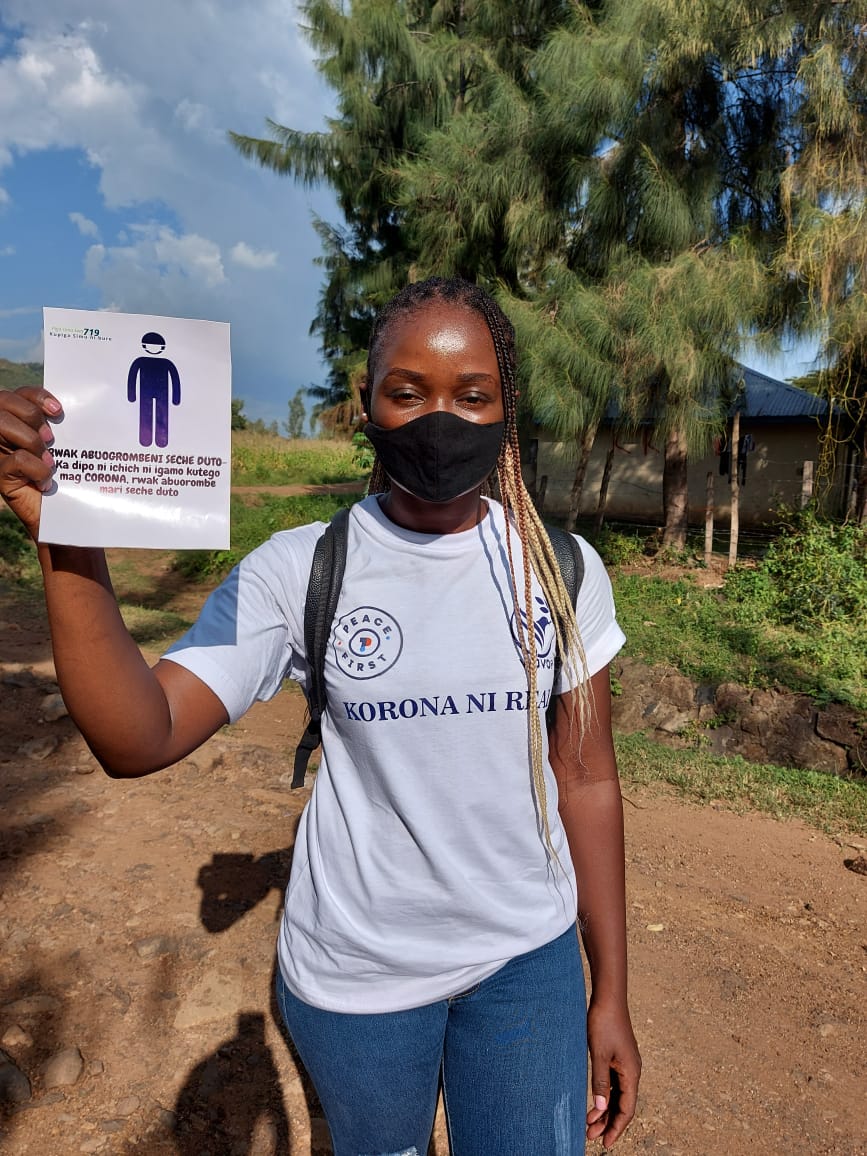 719
Kupiga Simu ni bure
RWAK ABUOGROMBENI SECHE DUTO-
Ka dipo ni ichich ni igamo kutego
mag CORONA, rwak abuorombe
mari seche duto
PEACE
FIRST
KORONA NI REA